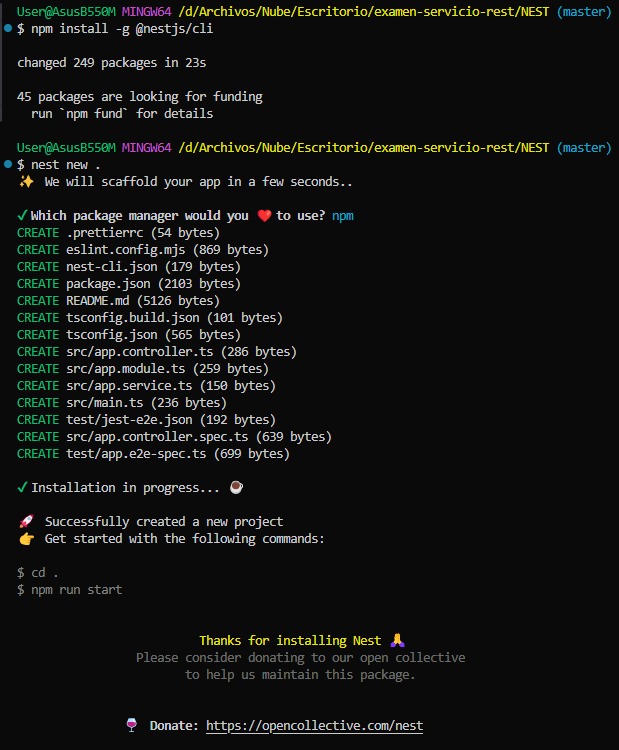 User@AsusB550M MINGW64 /d/Archivos/Nube/Escritorio/examen-servicio-rest/NEST (master)
$ npm install -g @nestjs/cli
changed 249 packages in 23s
45 packages are looking for funding
run `npm fund` for details
User@AsusB550M MINGW64 /d/Archivos/Nube/Escritorio/examen-servicio-rest/NEST (master)
$ nest new .
✨ We will scaffold your app in a few seconds..
✓ Which package manager would you ❤️ to use? npm
CREATE .prettierrc (54 bytes)
CREATE eslint.config.mjs (869 bytes)
CREATE nest-cli.json (179 bytes)
CREATE package.json (2103 bytes)
CREATE README.md (5126 bytes)
CREATE tsconfig.build.json (101 bytes)
CREATE tsconfig.json (565 bytes)
CREATE src/app.controller.ts (286 bytes)
CREATE src/app.module.ts (259 bytes)
CREATE src/app.service.ts (150 bytes)
CREATE src/main.ts (236 bytes)
CREATE test/jest-e2e.json (192 bytes)
CREATE src/app.controller.spec.ts (639 bytes)
CREATE test/app.e2e-spec.ts (699 bytes)
✓ Installation in progress... ☕
🚀 Successfully created a new project
👉 Get started with the following commands:
$ cd .
$ npm run start
Thanks for installing Nest 🙏
Please consider donating to our open collective
to help us maintain this package.
🍷 Donate: https://opencollective.com/nest